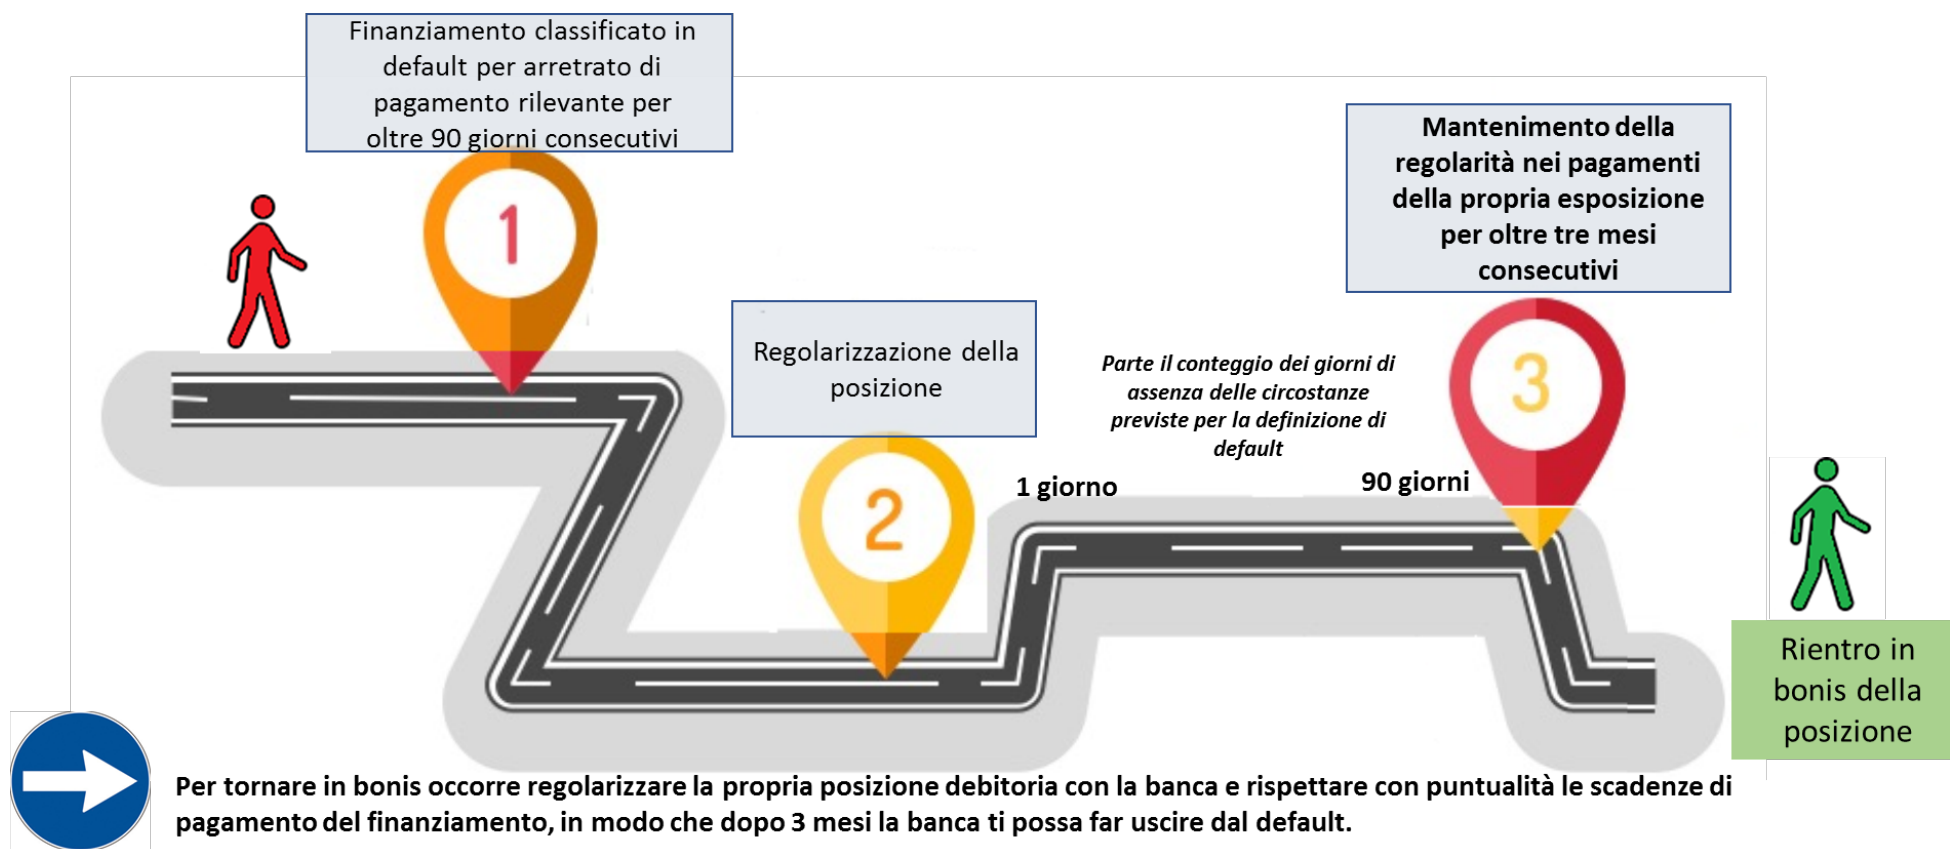 Finanziamento classificato in
default per arretrato di
pagamento rilevante per
oltre 90 giorni consecutivi
1
Mantenimento della
regolarità nei pagamenti
della propria esposizione
per oltre tre mesi
consecutivi
Regolarizzazione della
posizione
2
Parte il conteggio dei giorni di
assenza delle circostanze
previste per la definizione di
default
3
1 giorno
90 giorni
Rientro in
bonis della
posizione
Per tornare in bonis occorre regolarizzare la propria posizione debitoria con la banca e rispettare con puntualità le scadenze di
pagamento del finanziamento, in modo che dopo 3 mesi la banca ti possa far uscire dal default.